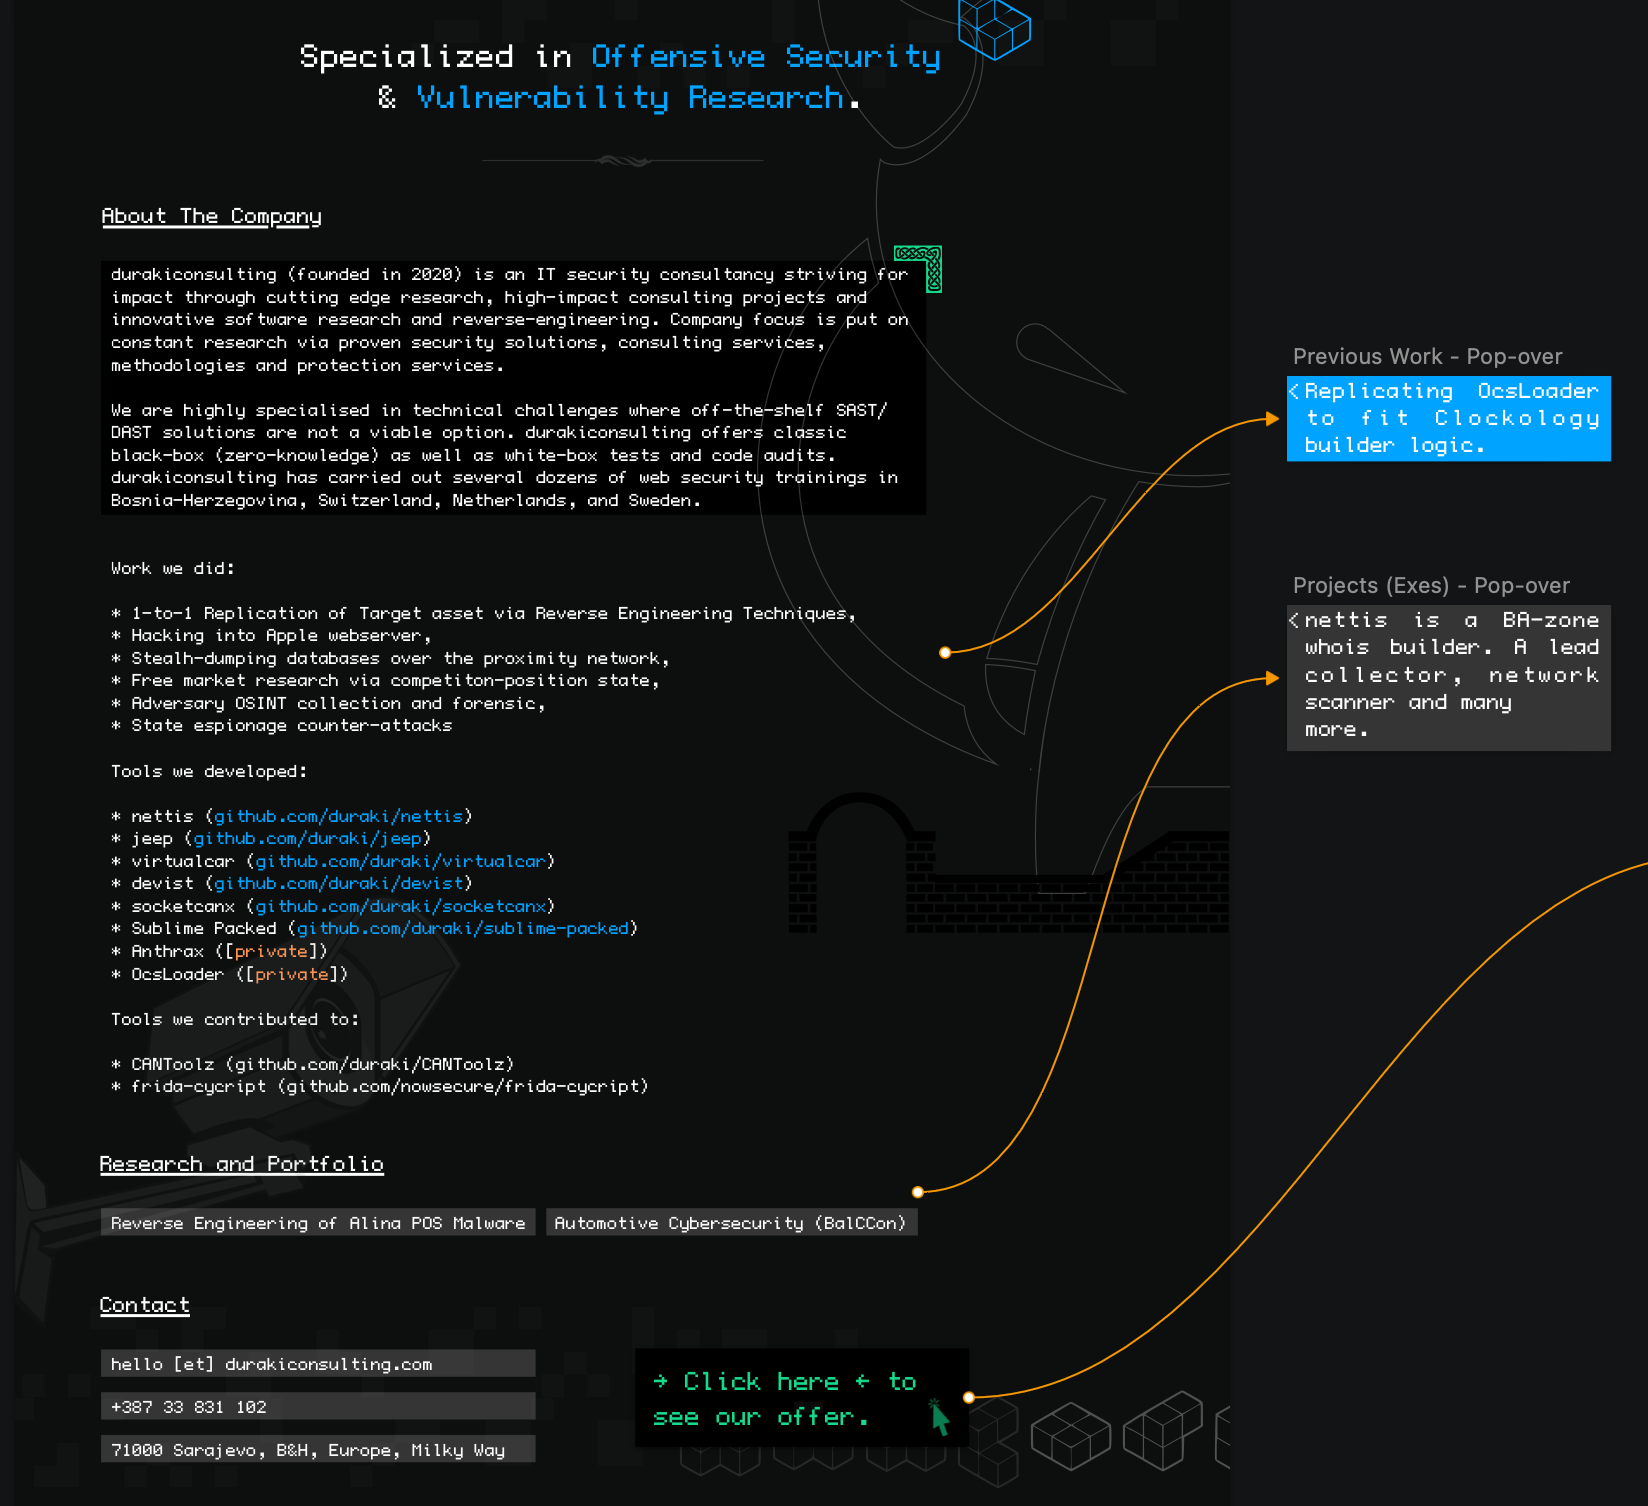 Specialized in Offensive Security
& Vulnerability Research.
About The Company
durakiconsulting (founded in 2020) is an IT security consultancy striving for
impact through cutting edge research, high-impact consulting projects and
innovative software research and reverse-engineering. Company focus is put on
constant research via proven security solutions, consulting services,
methodologies and protection services.
We are highly specialised in technical challenges where off-the-shelf SAST/
DAST solutions are not a viable option. durakiconsulting offers classic
black-box (zero-knowledge) as well as white-box tests and code audits.
durakiconsulting has carried out several dozens of web security trainings in
Bosnia-Herzegovina, Switzerland, Netherlands, and Sweden.
Work we did:
* 1-to-1 Replication of Target asset via Reverse Engineering Techniques,
* Hacking into Apple webserver,
* Stealh-dumping databases over the proximity network,
* Free market research via competiton-position state,
* Adversary OSINT collection and forensic,
* State espionage counter-attacks
Tools we developed:
* nettis (github.com/duraki/nettis)
* jeep (github.com/duraki/jeep)
* virtualcar (github.com/duraki/virtualcar)
* devist (github.com/duraki/devist)
* socketcanx (github.com/duraki/socketcanx)
* Sublime Packed (github.com/duraki/sublime-packed)
* Anthrax ([private])
* OcsLoader ([private])
Tools we contributed to:
* CANToolz (github.com/duraki/CANToolz)
* frida-cycript (github.com/nowsecure/frida-cycript)
Research and Portfolio
Reverse Engineering of Alina POS Malware
Automotive Cybersecurity (BalCCon)
Contact
hello [et] durakiconsulting.com
+387 33 831 102
71000 Sarajevo, B&H, Europe, Milky Way
→ Click here ← to
see our offer.
Previous Work - Pop-over
<Replicating OcsLoader
to fit Clockology
builder logic.
Projects (Exes) - Pop-over
<nettis is a BA-zone
whois builder. A lead
collector, network
scanner and many
more.